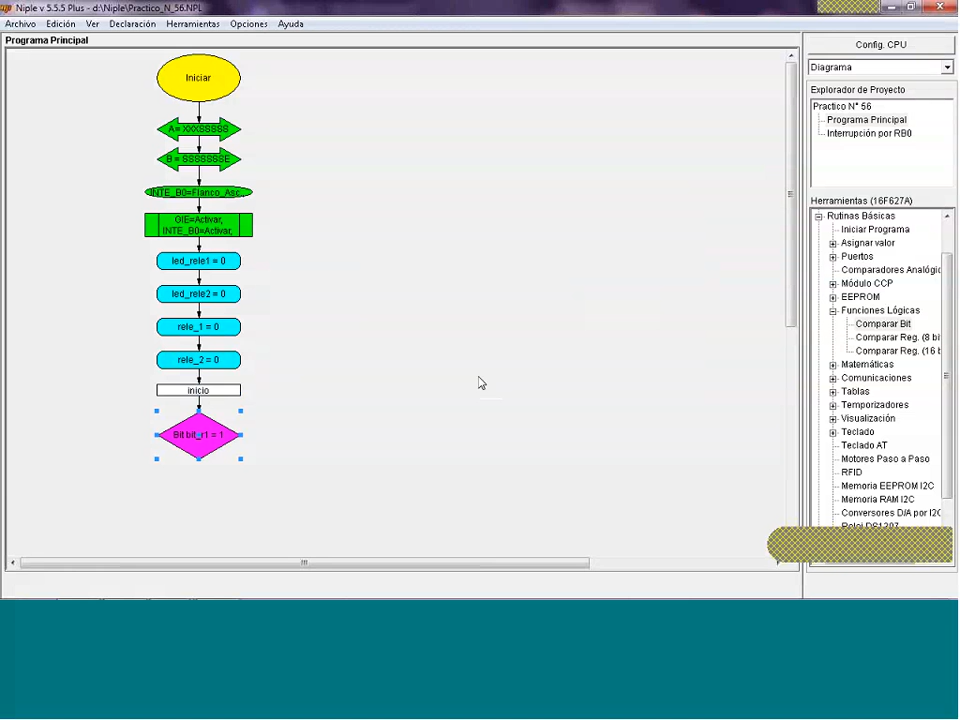 Niple v 5.5.5 Plus - d:\Niple\Practico_N_56.NPL
Archivo Edición Ver Declaración Herramientas Opciones Ayuda
Programa Principal
Iniciar
A= XXXSSSSS
B = SSSSSSSE
INTE_B0=Flanco_Asc,
GIE=Activar,
INTE_B0=Activar,
led_rele1 = 0
led_rele2 = 0
rele_1 = 0
rele_2 = 0
inicio
Bit bit_r1 = 1
Config. CPU
Diagrama
Explorador de Proyecto
Practico N° 56
Programa Principal
Interrupción por RB0
Herramientas (16F627A)
Rutinas Básicas
Iniciar Programa
Asignar valor
Puertos
Comparadores Analógic
Módulo CCP
EEPROM
Funciones Lógicas
Comparar Bit
Comparar Reg. (8 bi
Comparar Reg. (16 b
Matemáticas
Comunicaciones
Tablas
Temporizadores
Visualización
Teclado
Teclado AT
Motores Paso a Paso
RFID
Memoria EEPROM I2C
Memoria RAM I2C
Conversores D/A por I2C